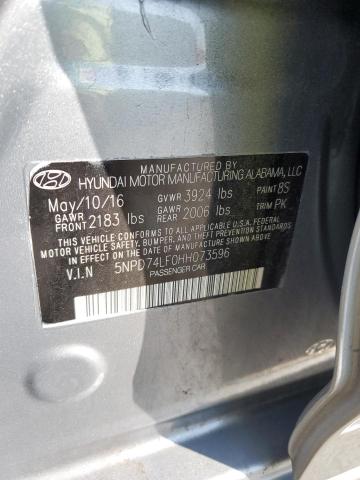 MANUFACTURED BY
HYUNDAI MOTOR MANUFACTURING ALABAMA, LLC
May/10/16 GVWR 3924 lbs PAINT 8S
GAWR FRONT 2183 lbs GAWR REAR 2006 lbs TRIM PK
THIS VEHICLE CONFORMS TO ALL APPLICABLE U.S.A FEDERAL
MOTOR VEHICLE SAFETY, BUMPER, AND THEFT PREVENTION STANDARDS
IN EFFECT ON THE DATE OF MANUFACTURE SHOWN ABOVE.
V.I.N 5NPD74LF0HH073596
PASSENGER CAR